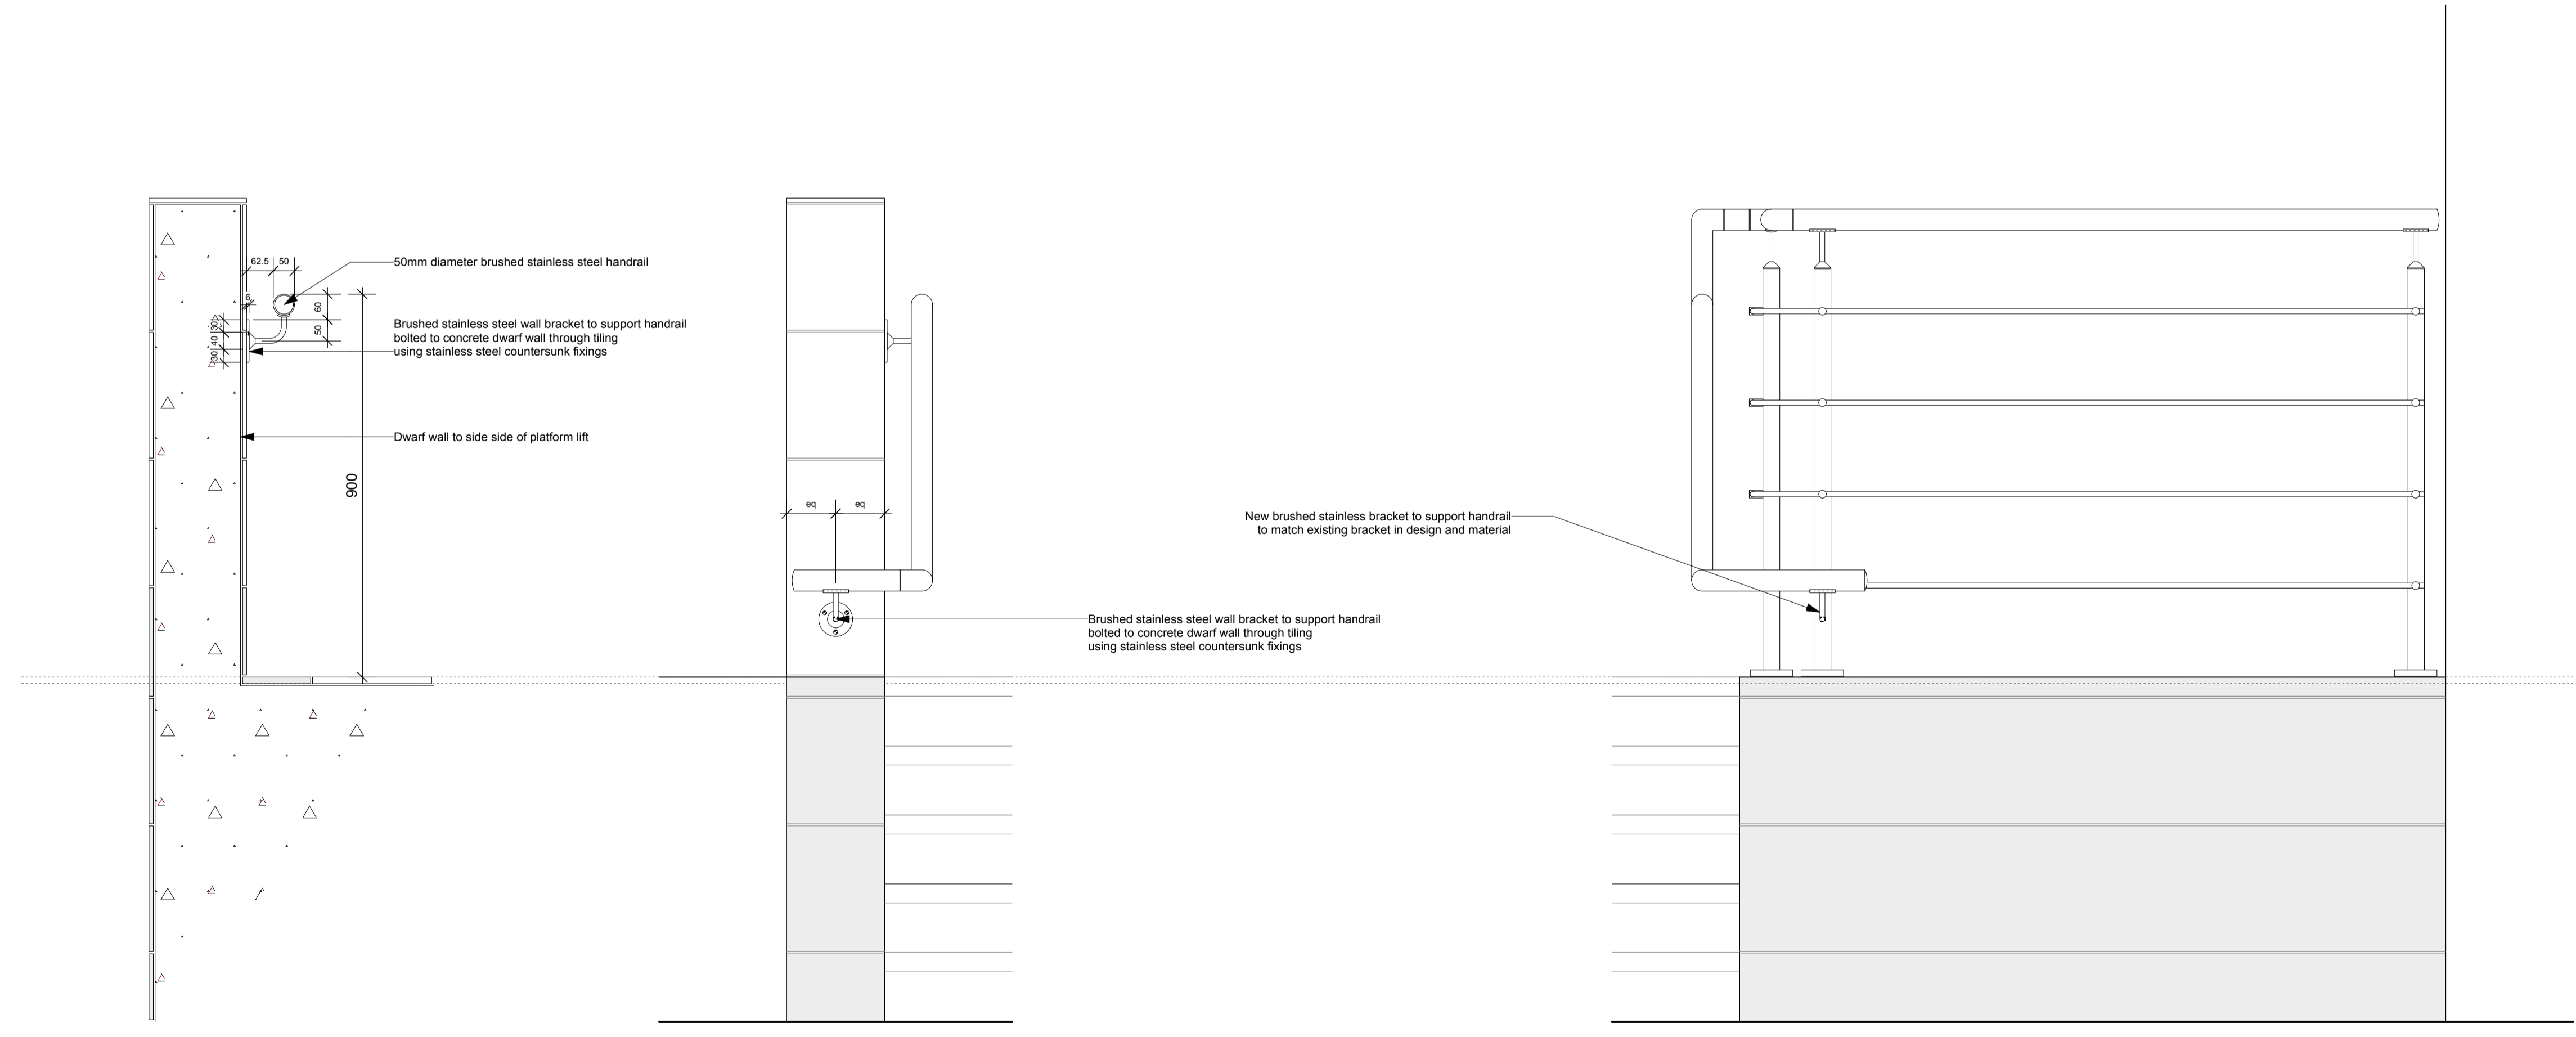 62.5
50
50mm diameter brushed stainless steel handrail
6
60
50
30
40
30
Brushed stainless steel wall bracket to support handrail
bolted to concrete dwarf wall through tiling
using stainless steel countersunk fixings
Dwarf wall to side side of platform lift
900
eq
eq
New brushed stainless bracket to support handrail
to match existing bracket in design and material
Brushed stainless steel wall bracket to support handrail
bolted to concrete dwarf wall through tiling
using stainless steel countersunk fixings